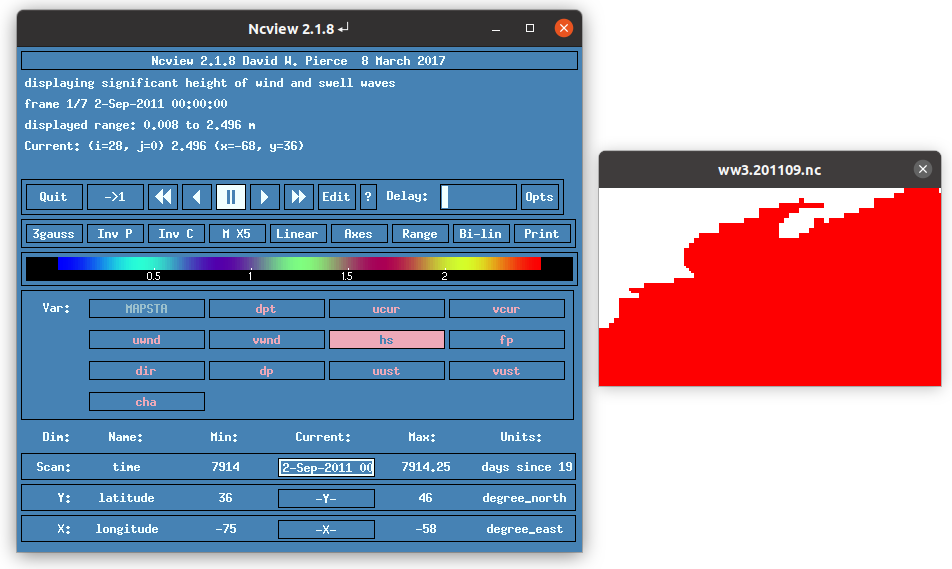 Ncview 2.1.8
Ncview 2.1.8 David W. Pierce  8 March 2017
displaying significant height of wind and swell waves
frame 1/7 2-Sep-2011 00:00:00
displayed range: 0.008 to 2.496 m
Current: (i=28, j=0) 2.496 (x=-68, y=36)
Quit ->1 Edit ? Delay: Opts
3gauss Inv P Inv C M X5 Linear Axes Range Bi-lin Print
0.5 1 1.5 2
Var: MAPSTA dpt ucur vcur
uwnd vwnd hs fp
dir dp uust vust
cha
Dim: Name: Min: Current: Max: Units:
Scan: time 7914 2-Sep-2011 00 7914.25 days since 19
Y: latitude 36 -Y- 46 degree_north
X: longitude -75 -X- -58 degree_east
ww3.201109.nc